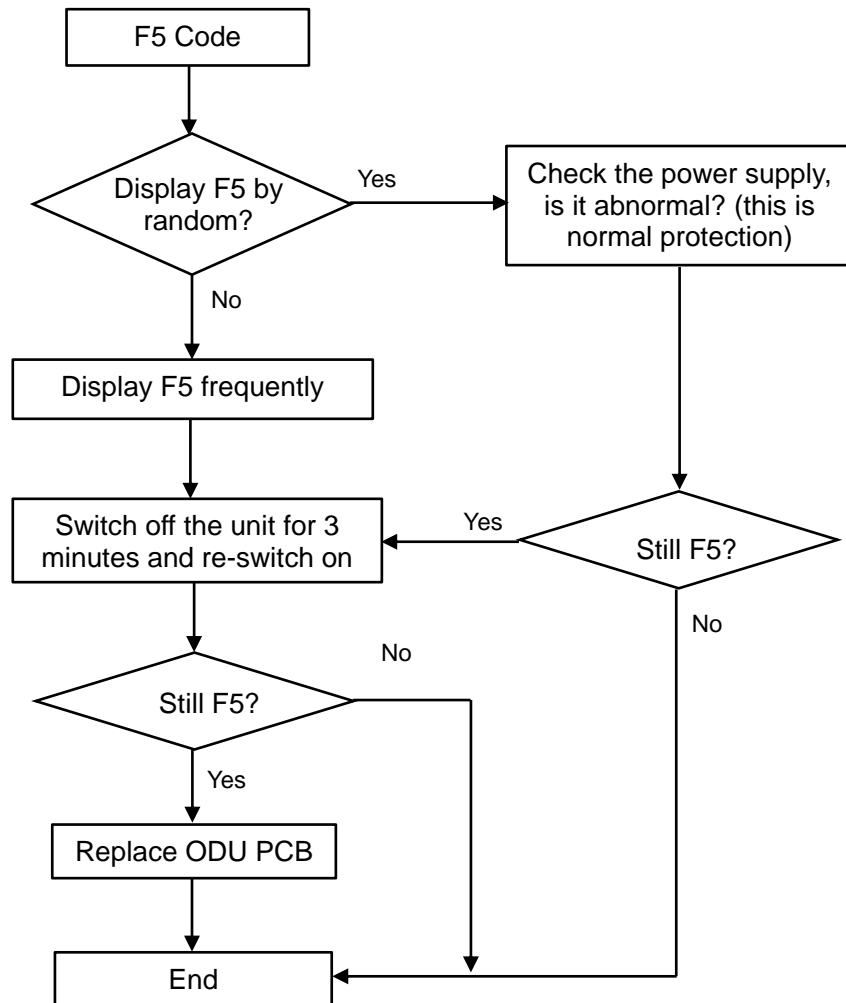 F5 Code
Display F5 by
random?
Yes
Check the power supply,
is it abnormal? (this is
normal protection)
No
Display F5 frequently
Switch off the unit for 3
minutes and re-switch on
Yes
Still F5?
No
No
Still F5?
Yes
Replace ODU PCB
End